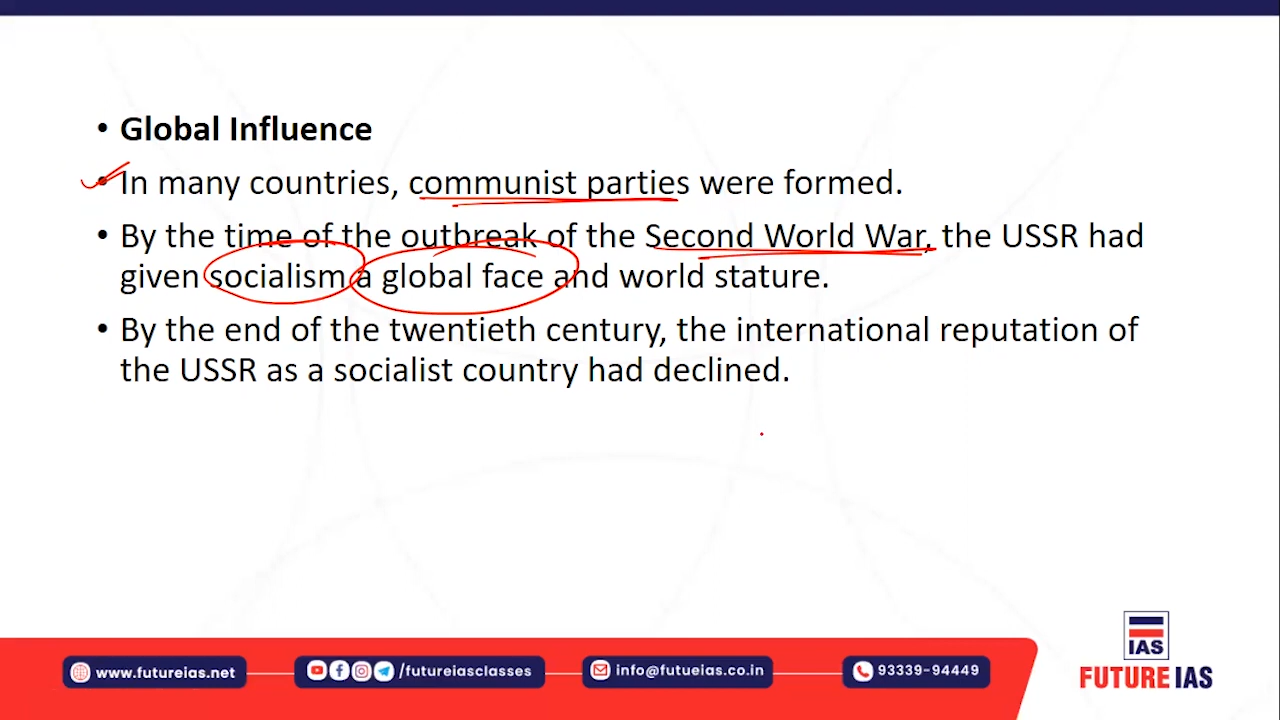 • Global Influence
• In many countries, communist parties were formed.
• By the time of the outbreak of the Second World War, the USSR had
given socialism a global face and world stature.
• By the end of the twentieth century, the international reputation of
the USSR as a socialist country had declined.
IAS
FUTURE IAS
www.futureias.net
/futureiasclasses
info@futueias.co.in
93339-94449